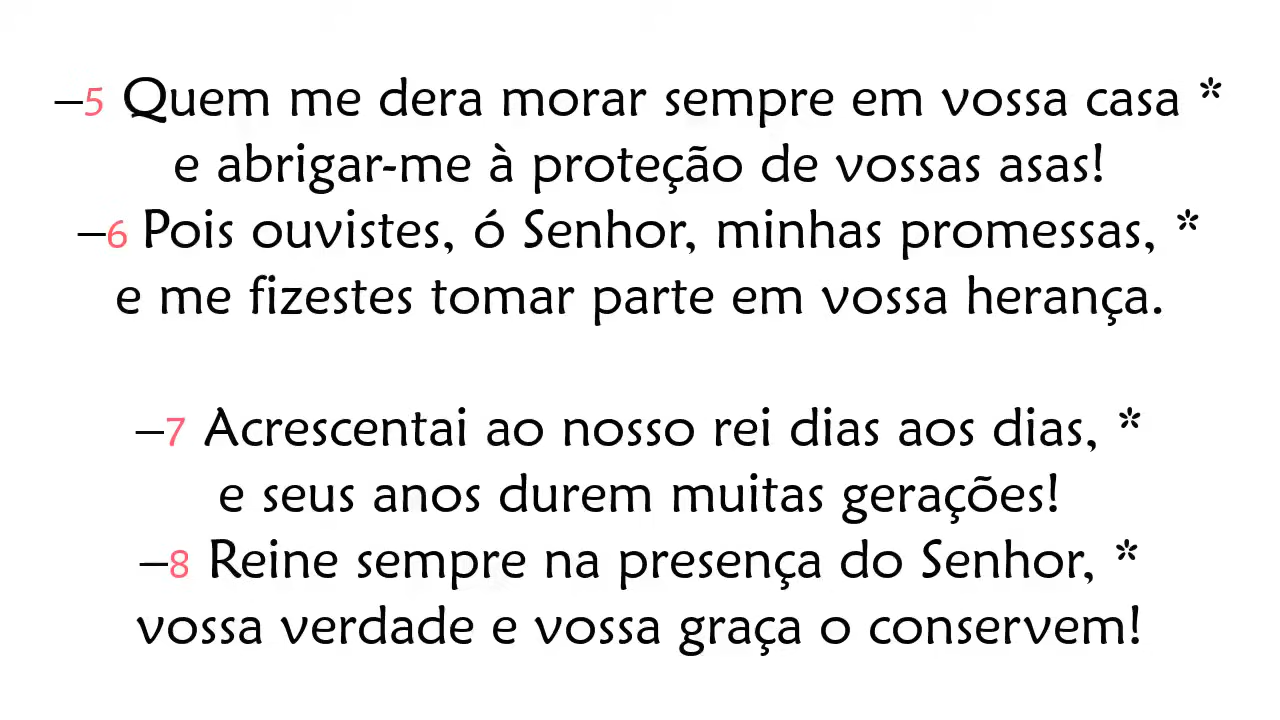 –5 Quem me dera morar sempre em vossa casa *
e abrigar-me à proteção de vossas asas!
–6 Pois ouvistes, ó Senhor, minhas promessas, *
e me fizestes tomar parte em vossa herança.
–7 Acrescentai ao nosso rei dias aos dias, *
e seus anos durem muitas gerações!
–8 Reine sempre na presença do Senhor, *
vossa verdade e vossa graça o conservem!